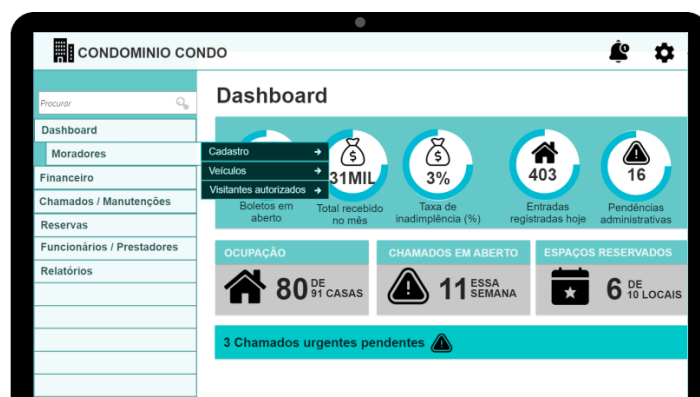 CONDOMINIO CONDO
Procurar
Dashboard
Moradores
Financeiro
Chamados / Manutenções
Reservas
Funcionários / Prestadores
Relatórios
Cadastro
Veículos
Visitantes autorizados
Dashboard
Boletos em
aberto
31MIL
Total recebido
no mês
3%
Taxa de
inadimplência (%)
403
Entradas
registradas hoje
16
Pendências
administrativas
OCUPAÇÃO
80 DE
91 CASAS
CHAMADOS EM ABERTO
11 ESSA
SEMANA
ESPAÇOS RESERVADOS
6 DE
10 LOCAIS
3 Chamados urgentes pendentes